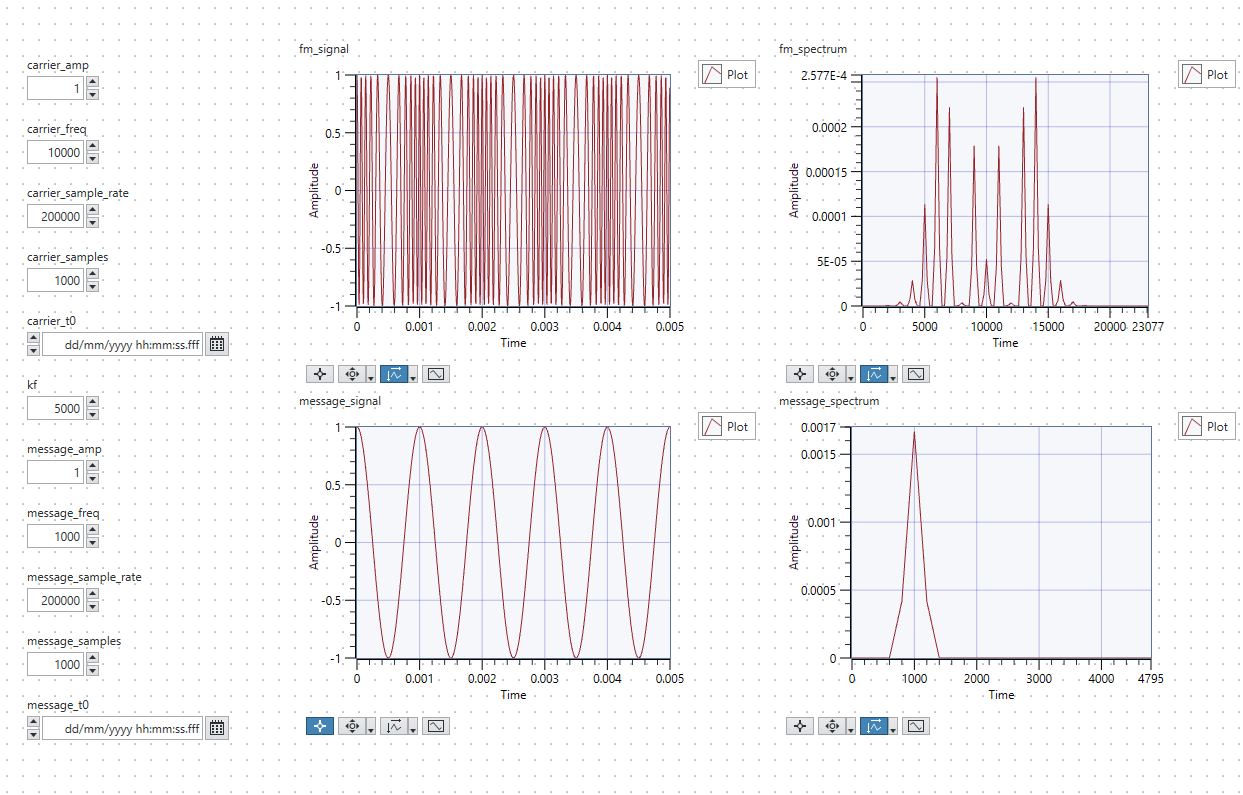 carrier_amp
1
carrier_freq
10000
carrier_sample_rate
200000
carrier_samples
1000
carrier_t0
dd/mm/yyyy hh:mm:ss.fff
kf
5000
message_amp
1
message_freq
1000
message_sample_rate
200000
message_samples
1000
message_t0
dd/mm/yyyy hh:mm:ss.fff
fm_signal
Plot
Amplitude
1
0.5
0
-0.5
-1
0 0.001 0.002 0.003 0.004 0.005
Time
fm_spectrum
Plot
Amplitude
2.577E-4
0.0002
0.00015
0.0001
5E-05
0
0 5000 10000 15000 20000 23077
Time
message_signal
Plot
Amplitude
1
0.5
0
-0.5
-1
0 0.001 0.002 0.003 0.004 0.005
Time
message_spectrum
Plot
Amplitude
0.0017
0.0015
0.001
0.0005
0
0 1000 2000 3000 4000 4795
Time